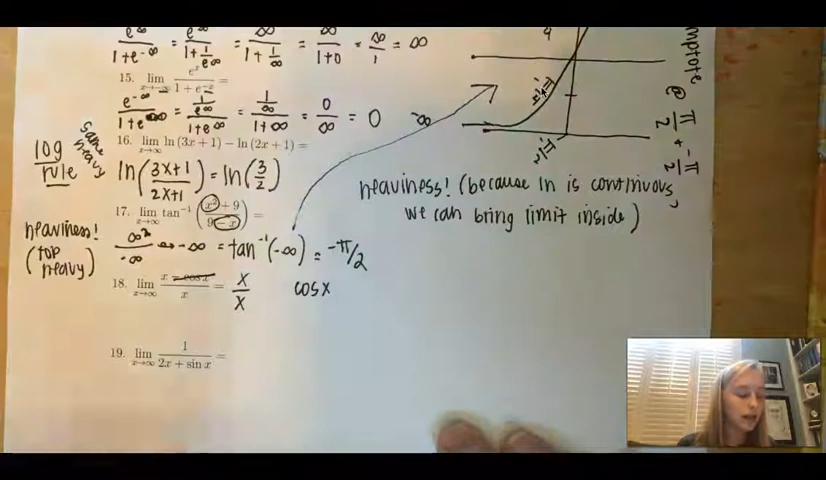 e^∞/(1+e^-∞) = e^∞/(1+1/e^∞) = ∞/(1+1/∞) = ∞/(1+0) = ∞/1 = ∞
15. lim x→-∞ e^x/(1+e^-x) =
e^-∞/(1+e^∞) = (1/e^∞)/(1+e^∞) = (1/∞)/(1+∞) = 0/∞ = 0
-∞
-π/2
-π/2
asymptote @ π/2 + -π/2
16. lim x→∞ ln(3x+1) − ln(2x+1) =
log rule
same heavy
ln((3x+1)/(2x+1)) = ln(3/2)
heaviness! (because ln is continuous,
we can bring limit inside)
17. lim x→∞ tan⁻¹((x²+9)/(9−x)) =
heaviness!
(top heavy)
∞²/-∞ → -∞ = tan⁻¹(-∞) = -π/2
18. lim x→∞ (x − cos x)/x = x/x cosx
19. lim x→∞ 1/(2x + sin x) =